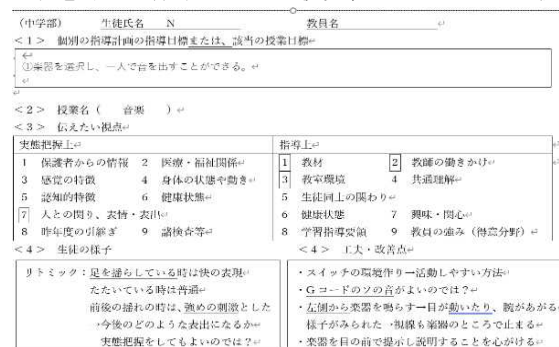 (中学部) 生徒氏名 N 教員名
<1> 個別の指導計画の指導目標または、該当の授業目標
①楽器を選択し、一人で音を出すことができる。
<2> 授業名( 音楽 )
<3> 伝えたい視点
実態把握上
1 保護者からの情報 2 医療・福祉関係
3 感覚の特徴 4 身体の状態や動き
5 認知的特徴 6 健康状態
7 人との関り、表情・表出
8 昨年度の引継ぎ 9 諸検査等
指導上
1 教材 2 教師の働きかけ
3 教室環境 4 共通理解
5 生徒同士の関わり
6 健康状態 7 興味・関心
8 学習指導要領 9 教員の強み(得意分野)
<4> 生徒の様子
リトミック:足を揺らしている時は快の表現
たたいている時は普通
前後の揺れの時は、強めの刺激とした
→今後のどのような表出になるか
実態把握をしてもよいのでは?
<4> 工夫・改善点
・スイッチの環境作り→活動しやすい方法
・Gコードのソの音がよいのでは?
・左側から楽器を鳴らす→目が動いたり、腕があがる
様子がみられた →視線も楽器のところで止まる
・楽器を目の前で提示し説明することを心がける